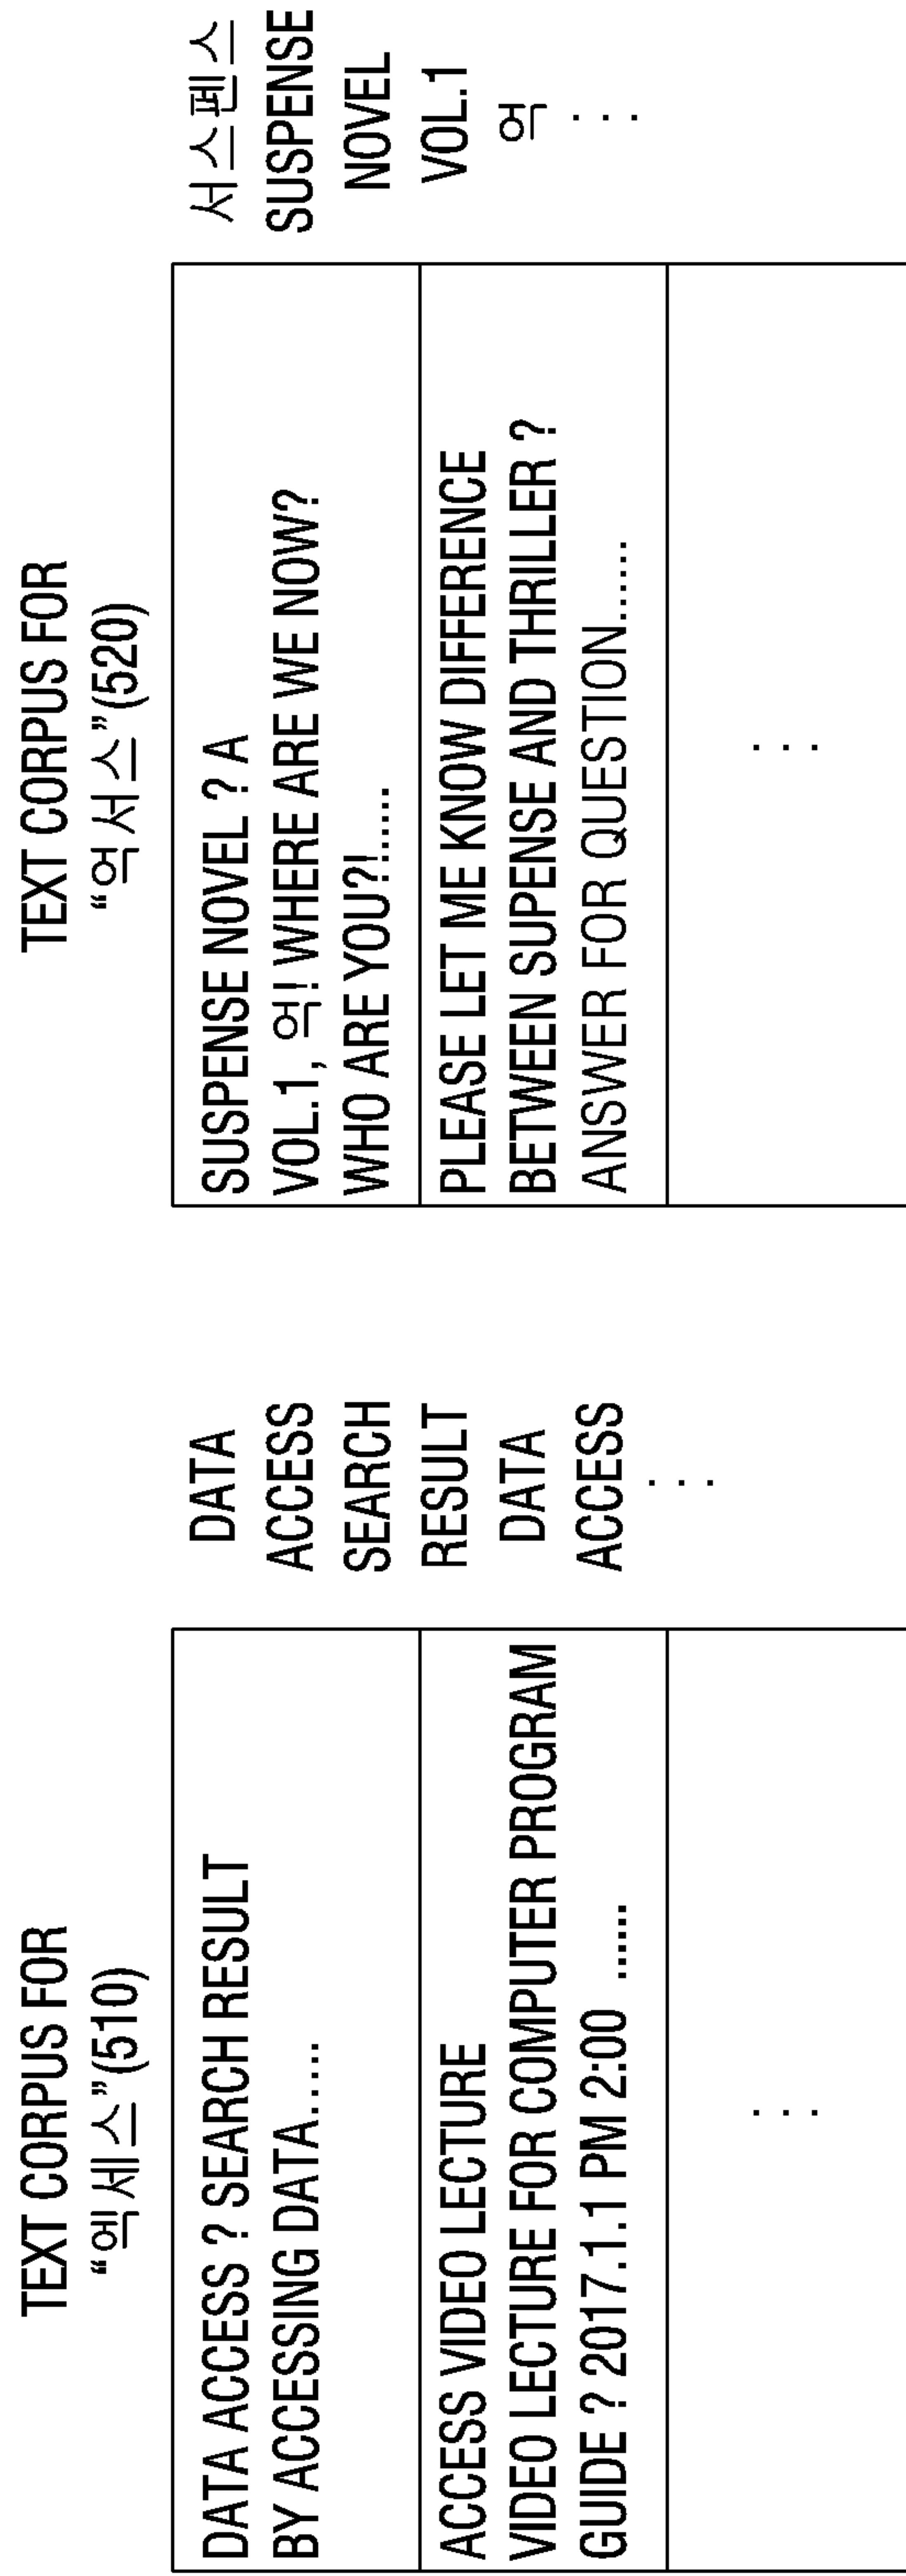 TEXT CORPUS FOR
“엑세스”(510)
DATA ACCESS ? SEARCH RESULT
BY ACCESSING DATA.....
ACCESS VIDEO LECTURE
VIDEO LECTURE FOR COMPUTER PROGRAM
GUIDE ? 2017.1.1 PM 2:00 ......
. . .
DATA
ACCESS
SEARCH
RESULT
DATA
ACCESS
. . .
TEXT CORPUS FOR
“억서스”(520)
SUSPENSE NOVEL ? A
VOL.1, 억! WHERE ARE WE NOW?
WHO ARE YOU?!.....
PLEASE LET ME KNOW DIFFERENCE
BETWEEN SUPENSE AND THRILLER ?
ANSWER FOR QUESTION......
. . .
서스펜스
SUSPENSE
NOVEL
VOL.1
억
. . .